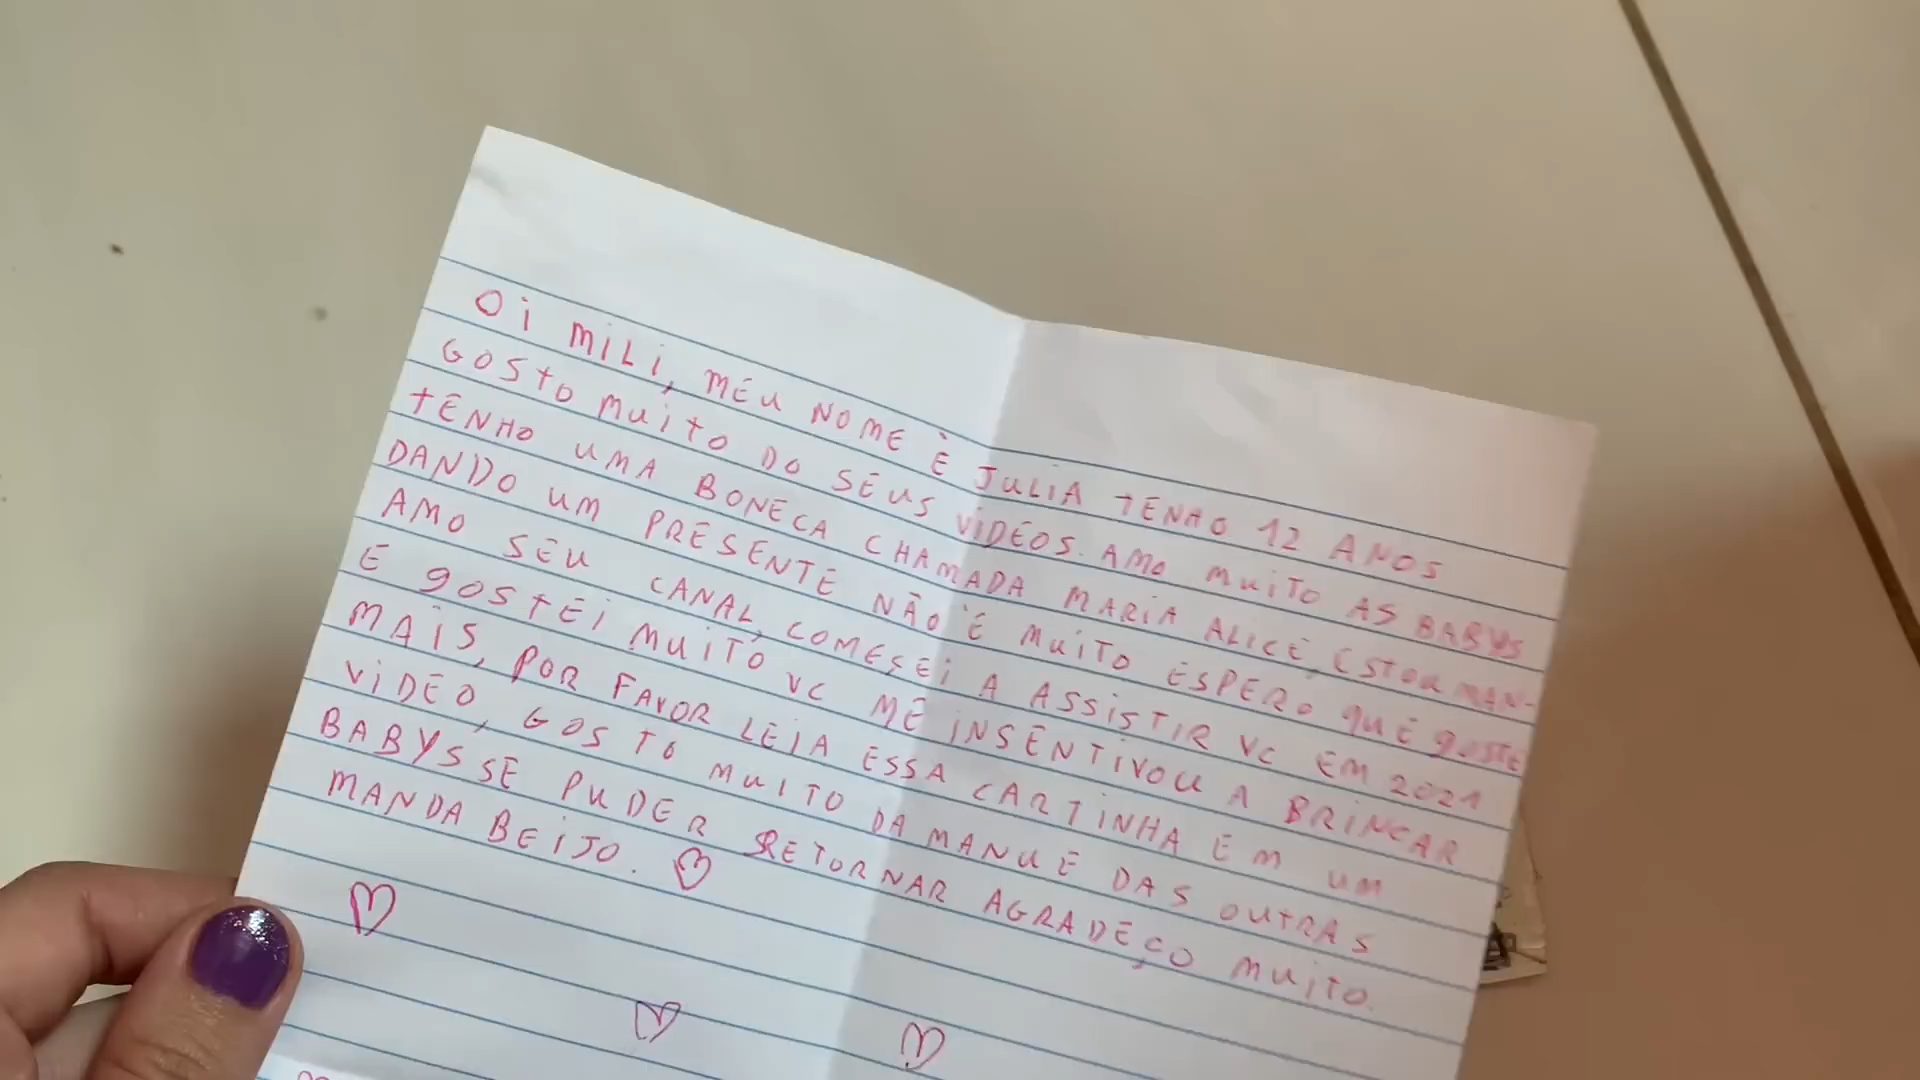 Oi MiLi, MEU NOME È JULIA TENHO 12 ANOS
GOSTO MUITO DO SEUS VIDEOS. AMO MUITO AS BABYS
TENHO UMA BONECA CHAMADA MARIA ALICE, ESTOU MAN-
DANDO UM PRESENTE NÃO È MUITO ESPERO QUE GOSTE
AMO SEU CANAL, COMESEI A ASSISTIR VC EM 2021
E GOSTEI MUITO VC ME INSENTIVOU A BRINCAR
MAIS, POR FAVOR LEIA ESSA CARTINHA EM UM
VIDEO, GOSTO MUITO DA MANU E DAS OUTRAS
BABYS SE PUDER RETORNAR AGRADEÇO MUITO.
MANDA BEIJO.